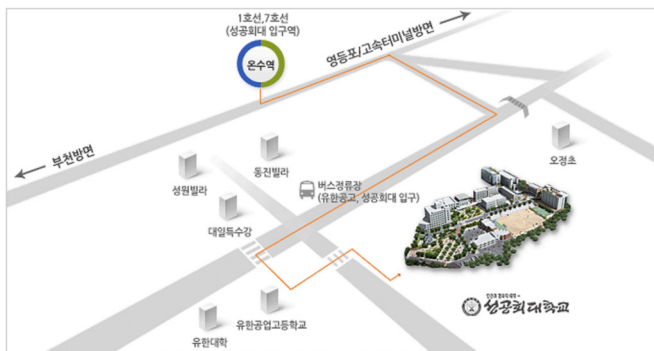 1호선,7호선
(성공회대 입구역)
온수역
영등포/고속터미널방면
부천방면
성원빌라
동진빌라
대일특수강
버스정류장
(유한공고, 성공회대 입구)
오정초
유한대학
유한공업고등학교
성공회대학교